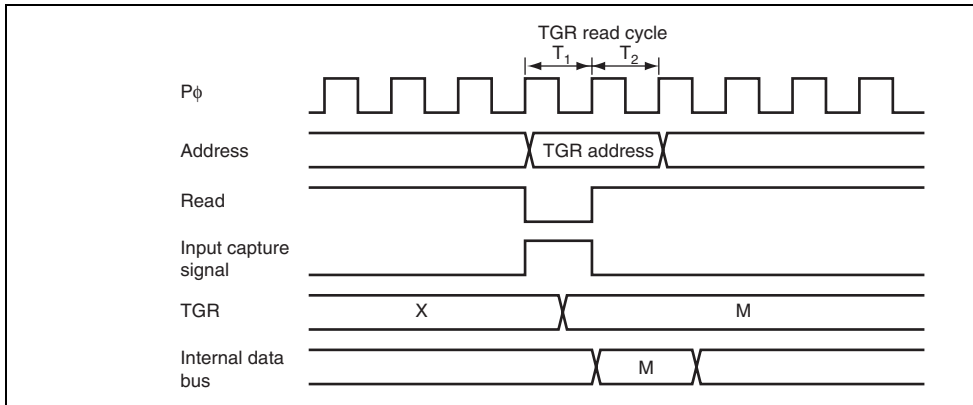 TGR read cycle
T1 T2
Pϕ
Address TGR address
Read
Input capture
signal
TGR X M
Internal data
bus M